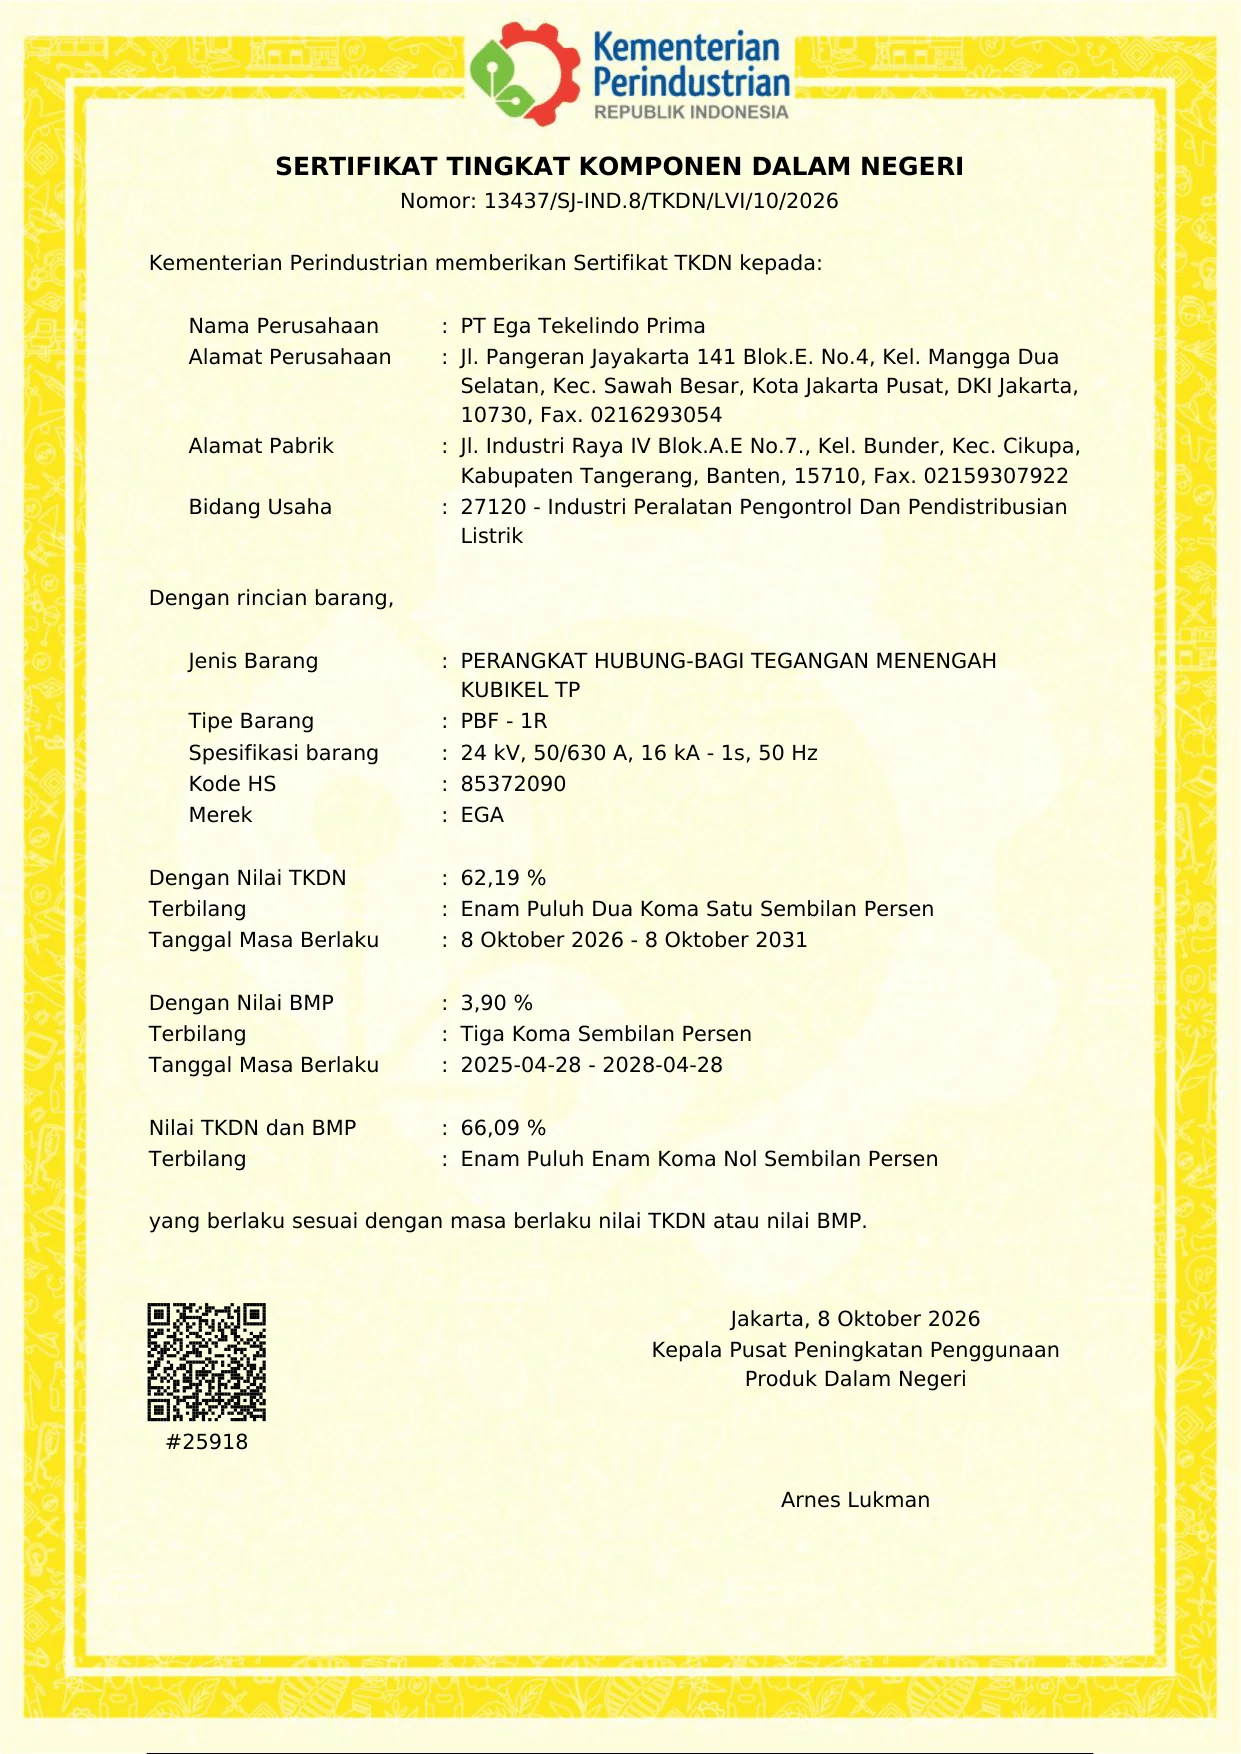 Kementerian
Perindustrian
REPUBLIK INDONESIA
SERTIFIKAT TINGKAT KOMPONEN DALAM NEGERI
Nomor: 13437/SJ-IND.8/TKDN/LVI/10/2026
Kementerian Perindustrian memberikan Sertifikat TKDN kepada:
Nama Perusahaan : PT Ega Tekelindo Prima
Alamat Perusahaan : Jl. Pangeran Jayakarta 141 Blok.E. No.4, Kel. Mangga Dua
Selatan, Kec. Sawah Besar, Kota Jakarta Pusat, DKI Jakarta,
10730, Fax. 0216293054
Alamat Pabrik : Jl. Industri Raya IV Blok.A.E No.7., Kel. Bunder, Kec. Cikupa,
Kabupaten Tangerang, Banten, 15710, Fax. 02159307922
Bidang Usaha : 27120 - Industri Peralatan Pengontrol Dan Pendistribusian
Listrik
Dengan rincian barang,
Jenis Barang : PERANGKAT HUBUNG-BAGI TEGANGAN MENENGAH
KUBIKEL TP
Tipe Barang : PBF - 1R
Spesifikasi barang : 24 kV, 50/630 A, 16 kA - 1s, 50 Hz
Kode HS : 85372090
Merek : EGA
Dengan Nilai TKDN : 62,19 %
Terbilang : Enam Puluh Dua Koma Satu Sembilan Persen
Tanggal Masa Berlaku : 8 Oktober 2026 - 8 Oktober 2031
Dengan Nilai BMP : 3,90 %
Terbilang : Tiga Koma Sembilan Persen
Tanggal Masa Berlaku : 2025-04-28 - 2028-04-28
Nilai TKDN dan BMP : 66,09 %
Terbilang : Enam Puluh Enam Koma Nol Sembilan Persen
yang berlaku sesuai dengan masa berlaku nilai TKDN atau nilai BMP.
Jakarta, 8 Oktober 2026
Kepala Pusat Peningkatan Penggunaan
Produk Dalam Negeri
#25918
Arnes Lukman